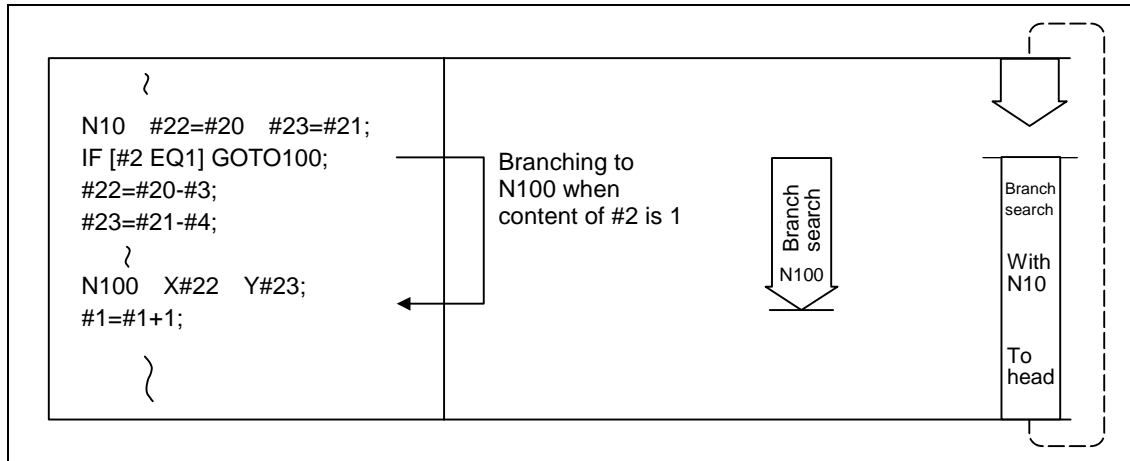 N10 #22=#20 #23=#21;
IF [#2 EQ1] GOTO100;
#22=#20-#3;
#23=#21-#4;
N100 X#22 Y#23;
#1=#1+1;
Branching to
N100 when
content of #2 is 1
Branch
search
N100
Branch
search
With
N10
To
head